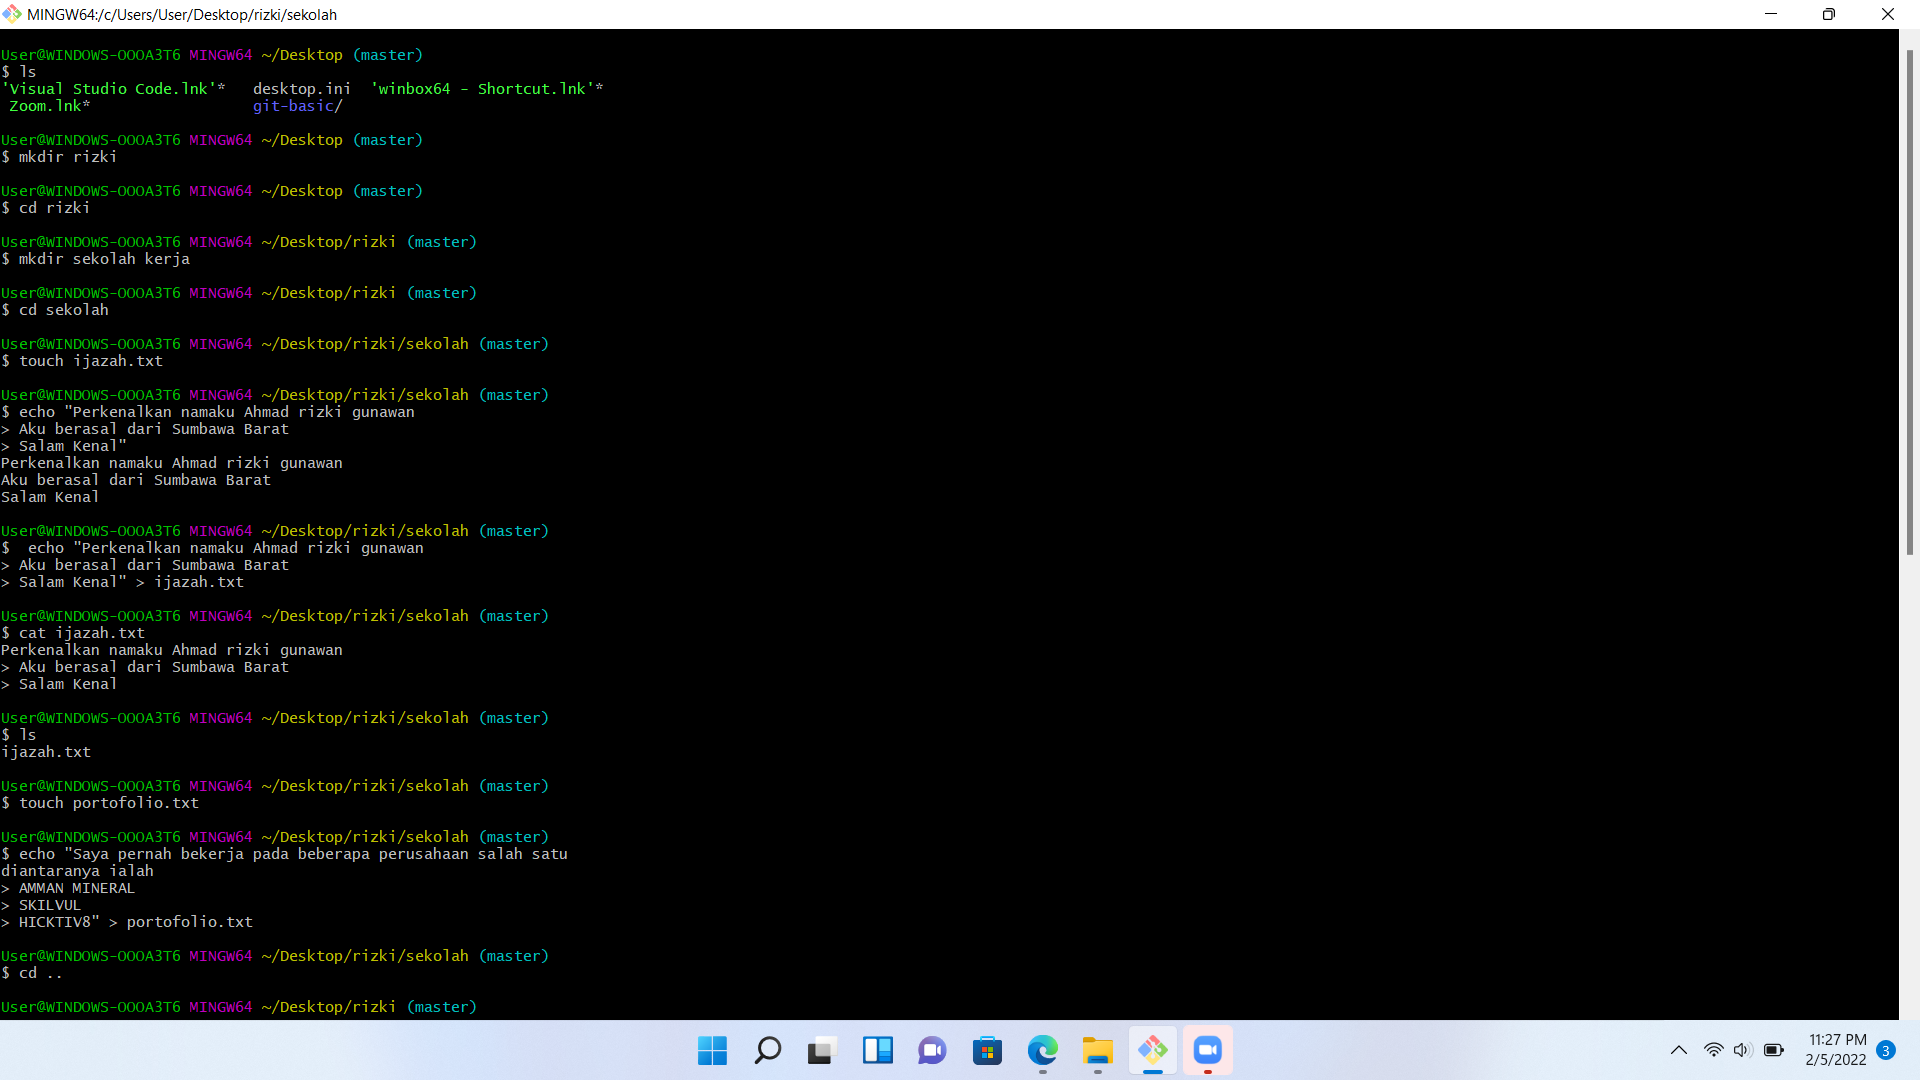 MINGW64:/c/Users/User/Desktop/rizki/sekolah
User@WINDOWS-OOOA3T6 MINGW64 ~/Desktop (master)
$ ls
'Visual Studio Code.lnk'*   desktop.ini  'winbox64 - Shortcut.lnk'*
 Zoom.lnk*                  git-basic/
User@WINDOWS-OOOA3T6 MINGW64 ~/Desktop (master)
$ mkdir rizki
User@WINDOWS-OOOA3T6 MINGW64 ~/Desktop (master)
$ cd rizki
User@WINDOWS-OOOA3T6 MINGW64 ~/Desktop/rizki (master)
$ mkdir sekolah kerja
User@WINDOWS-OOOA3T6 MINGW64 ~/Desktop/rizki (master)
$ cd sekolah
User@WINDOWS-OOOA3T6 MINGW64 ~/Desktop/rizki/sekolah (master)
$ touch ijazah.txt
User@WINDOWS-OOOA3T6 MINGW64 ~/Desktop/rizki/sekolah (master)
$ echo "Perkenalkan namaku Ahmad rizki gunawan
> Aku berasal dari Sumbawa Barat
> Salam Kenal"
Perkenalkan namaku Ahmad rizki gunawan
Aku berasal dari Sumbawa Barat
Salam Kenal
User@WINDOWS-OOOA3T6 MINGW64 ~/Desktop/rizki/sekolah (master)
$  echo "Perkenalkan namaku Ahmad rizki gunawan
> Aku berasal dari Sumbawa Barat
> Salam Kenal" > ijazah.txt
User@WINDOWS-OOOA3T6 MINGW64 ~/Desktop/rizki/sekolah (master)
$ cat ijazah.txt
Perkenalkan namaku Ahmad rizki gunawan
> Aku berasal dari Sumbawa Barat
> Salam Kenal
User@WINDOWS-OOOA3T6 MINGW64 ~/Desktop/rizki/sekolah (master)
$ ls
ijazah.txt
User@WINDOWS-OOOA3T6 MINGW64 ~/Desktop/rizki/sekolah (master)
$ touch portofolio.txt
User@WINDOWS-OOOA3T6 MINGW64 ~/Desktop/rizki/sekolah (master)
$ echo "Saya pernah bekerja pada beberapa perusahaan salah satu
diantaranya ialah
> AMMAN MINERAL
> SKILVUL
> HICKTIV8" > portofolio.txt
User@WINDOWS-OOOA3T6 MINGW64 ~/Desktop/rizki/sekolah (master)
$ cd ..
User@WINDOWS-OOOA3T6 MINGW64 ~/Desktop/rizki (master)
11:27 PM
2/5/2022
3